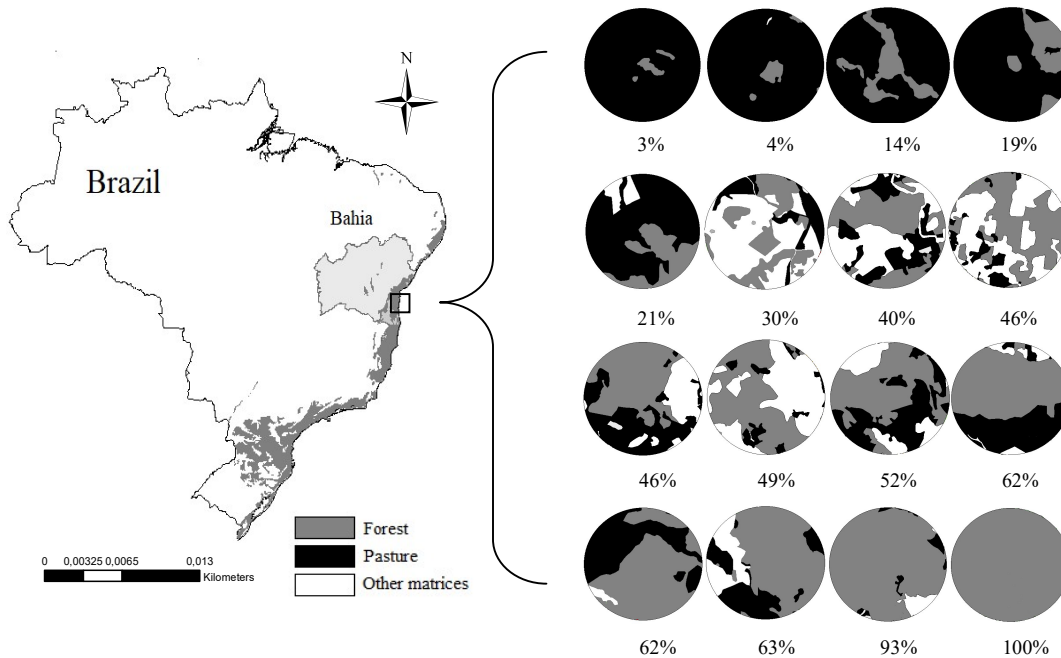 N
Brazil
Bahia
Forest
Pasture
Other matrices
0 0,00325 0,0065 0,013
Kilometers
3% 4% 14% 19%
21% 30% 40% 46%
46% 49% 52% 62%
62% 63% 93% 100%